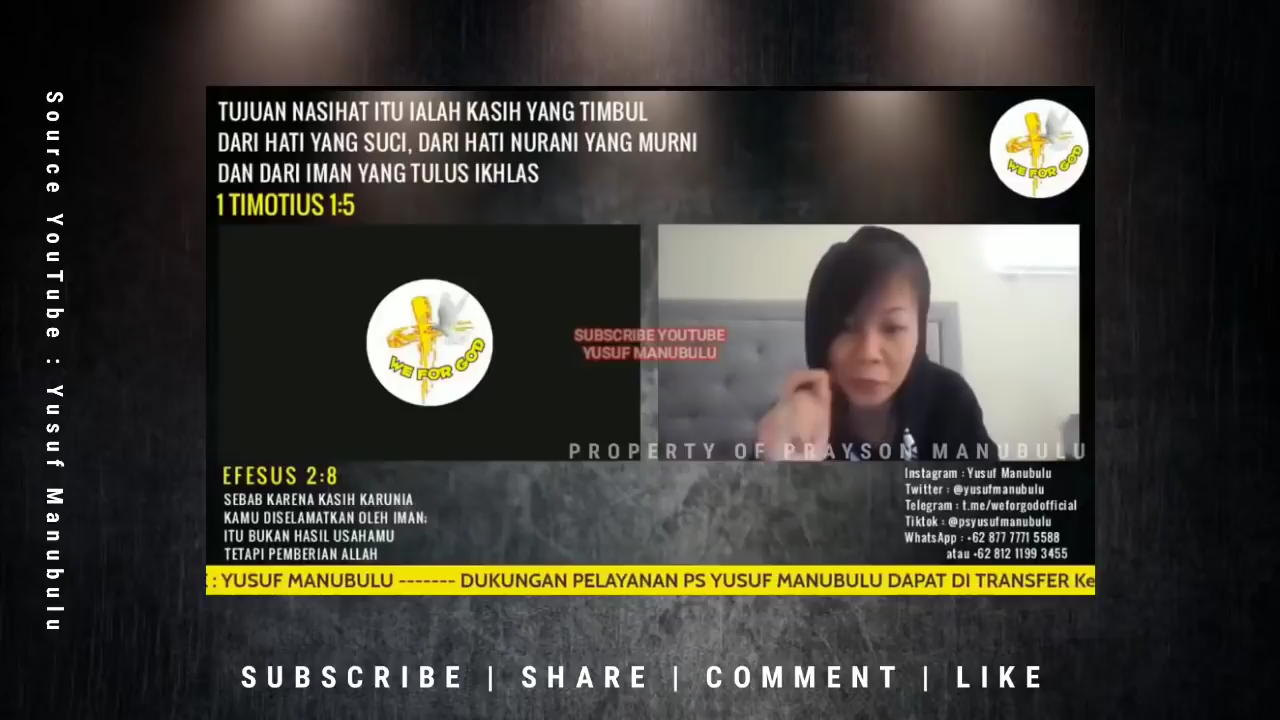 Source YouTube : Yusuf Manubulu
TUJUAN NASIHAT ITU IALAH KASIH YANG TIMBUL
DARI HATI YANG SUCI, DARI HATI NURANI YANG MURNI
DAN DARI IMAN YANG TULUS IKHLAS
1 TIMOTIUS 1:5
WE FOR GOD
WE FOR GOD
SUBSCRIBE YOUTUBE
YUSUF MANUBULU
PROPERTY OF PRAYSON MANUBULU
EFESUS 2:8
SEBAB KARENA KASIH KARUNIA
KAMU DISELAMATKAN OLEH IMAN;
ITU BUKAN HASIL USAHAMU
TETAPI PEMBERIAN ALLAH
Instagram : Yusuf Manubulu
Twitter : @yusufmanubulu
Telegram : t.me/weforgodofficial
Tiktok : @psyusufmanubulu
WhatsApp : +62 877 7771 5588
atau +62 812 1199 3455
: YUSUF MANUBULU ------- DUKUNGAN PELAYANAN PS YUSUF MANUBULU DAPAT DI TRANSFER Ke
SUBSCRIBE | SHARE | COMMENT | LIKE